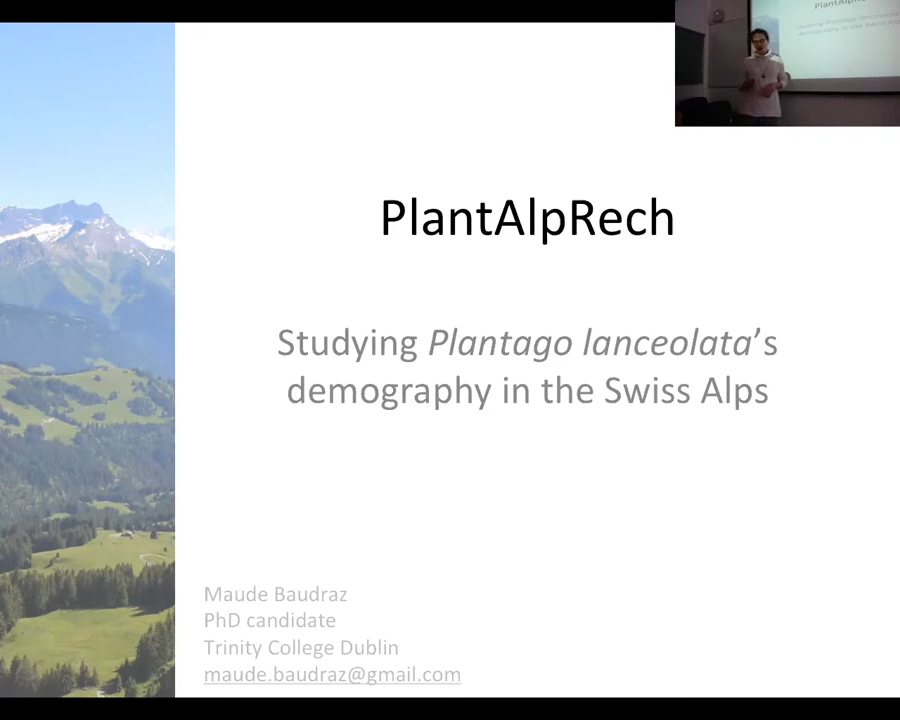 PlantAlpRech
Studying Plantago lanceolata's
demography in the Swiss Alps
Maude Baudraz
PhD candidate
Trinity College Dublin
maude.baudraz@gmail.com